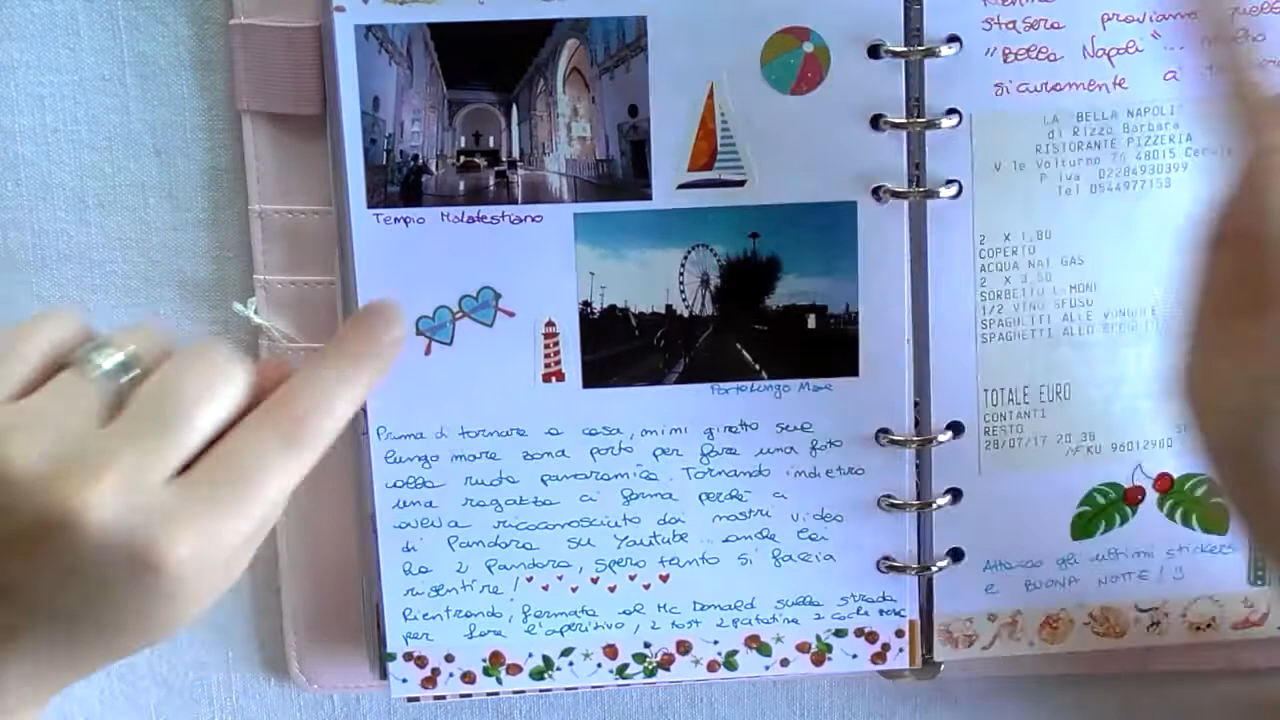 Tempio Malatestiano
Porto Lungo Mare
Prima di tornare a casa, mini giretto sul
lungo mare zona porto per fare una foto
alla ruota panoramica. Tornando indietro
una ragazza ci ferma perchè ci
aveva riconosciuto dai nostri video
di Pandora su Youtube... anche lei
ha 2 Pandora, spero tanto si faccia
risentire!
Rientrando, fermata al Mc Donald sulla strada
per fare l'aperitivo, 2 tost 2 patatine 2 coche
stasera proviamo
"Bella Napoli"...
sicuramente
LA BELLA NAPOLI
di Rizzo Barbara
RISTORANTE PIZZERIA
V le Volturno 76 48015
P iva 02284930399
Tel 0544977158
2 X 1,80
COPERTO
ACQUA NAT GAS
2 X 3,50
SORBETTO LIMONI
1/2 VINO SFUSO
SPAGHETTI ALLE VONGOLE
SPAGHETTI ALLO
TOTALE EURO
CONTANTI
RESTO
28/07/17 20 38
KU 96012980
Attacco gli ultimi stickers
e BUONA NOTTE!